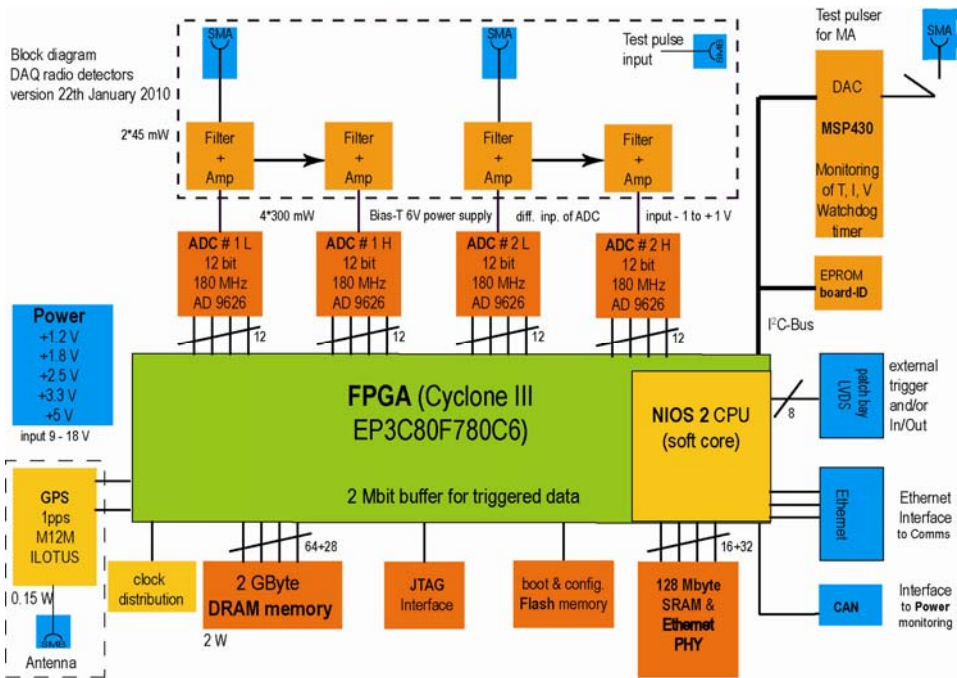 Block diagram
DAQ radio detectors
version 22th January 2010
SMA
SMA
Test pulse
input
SMB
Test pulser
for MA
SMA
2*45 mW
Filter
+
Amp
Filter
+
Amp
Filter
+
Amp
Filter
+
Amp
DAC
MSP430
Monitoring
of T, I, V
Watchdog
timer
4*300 mW
Bias-T 6V power supply
diff. inp. of ADC
input - 1 to + 1 V
ADC # 1 L
12 bit
180 MHz
AD 9626
ADC # 1 H
12 bit
180 MHz
AD 9626
ADC # 2 L
12 bit
180 MHz
AD 9626
ADC # 2 H
12 bit
180 MHz
AD 9626
EPROM
board-ID
I²C-Bus
12
12
12
12
Power
+1.2 V
+1.8 V
+2.5 V
+3.3 V
+5 V
input 9 - 18 V
FPGA (Cyclone III
EP3C80F780C6)
2 Mbit buffer for triggered data
NIOS 2 CPU
(soft core)
8
patch bay
LVDS
external
trigger
and/or
In/Out
GPS
1pps
M12M
ILOTUS
0.15 W
SMB
Antenna
Ethernet
Ethernet
Interface
to Comms
clock
distribution
64+28
2 GByte
DRAM memory
2 W
JTAG
Interface
boot & config.
Flash memory
16+32
128 Mbyte
SRAM &
Ethernet
PHY
CAN
Interface
to Power
monitoring